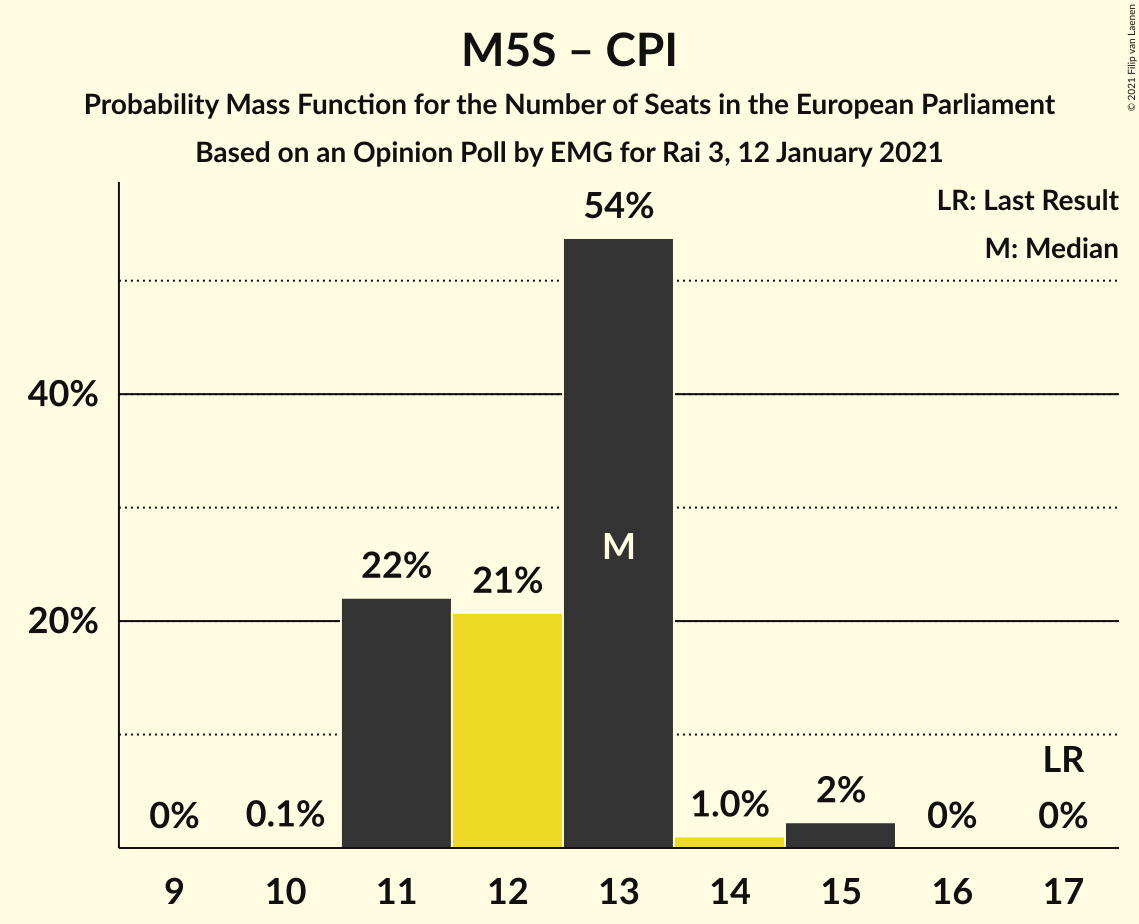 M5S – CPI
Probability Mass Function for the Number of Seats in the European Parliament
Based on an Opinion Poll by EMG for Rai 3, 12 January 2021
© 2021 Filip van Laenen
LR: Last Result
M: Median
54%
40%
M
22%
21%
20%
LR
0%
0.1%
1.0%
2%
0%
0%
9 10 11 12 13 14 15 16 17